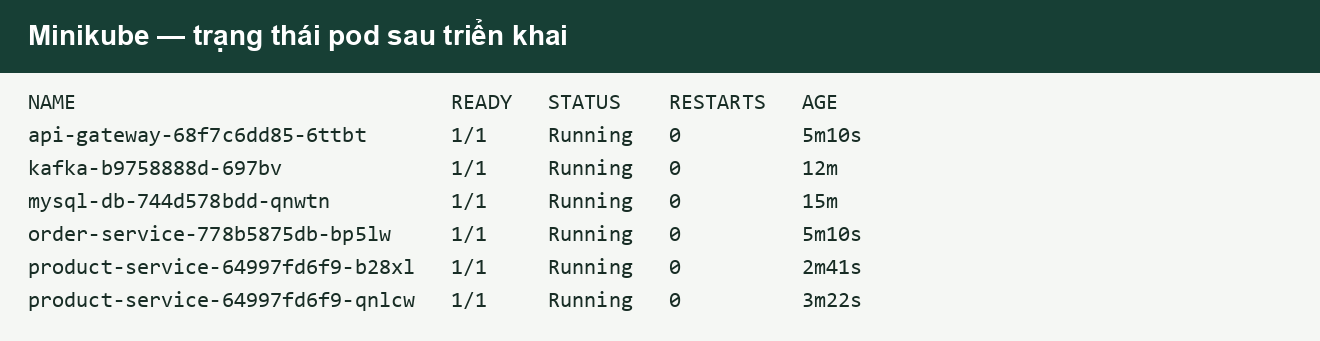 Minikube — trạng thái pod sau triển khai
NAME READY STATUS RESTARTS AGE
api-gateway-68f7c6dd85-6ttbt 1/1 Running 0 5m10s
kafka-b9758888d-697bv 1/1 Running 0 12m
mysql-db-744d578bdd-qnwtn 1/1 Running 0 15m
order-service-778b5875db-bp5lw 1/1 Running 0 5m10s
product-service-64997fd6f9-b28xl 1/1 Running 0 2m41s
product-service-64997fd6f9-qnlcw 1/1 Running 0 3m22s